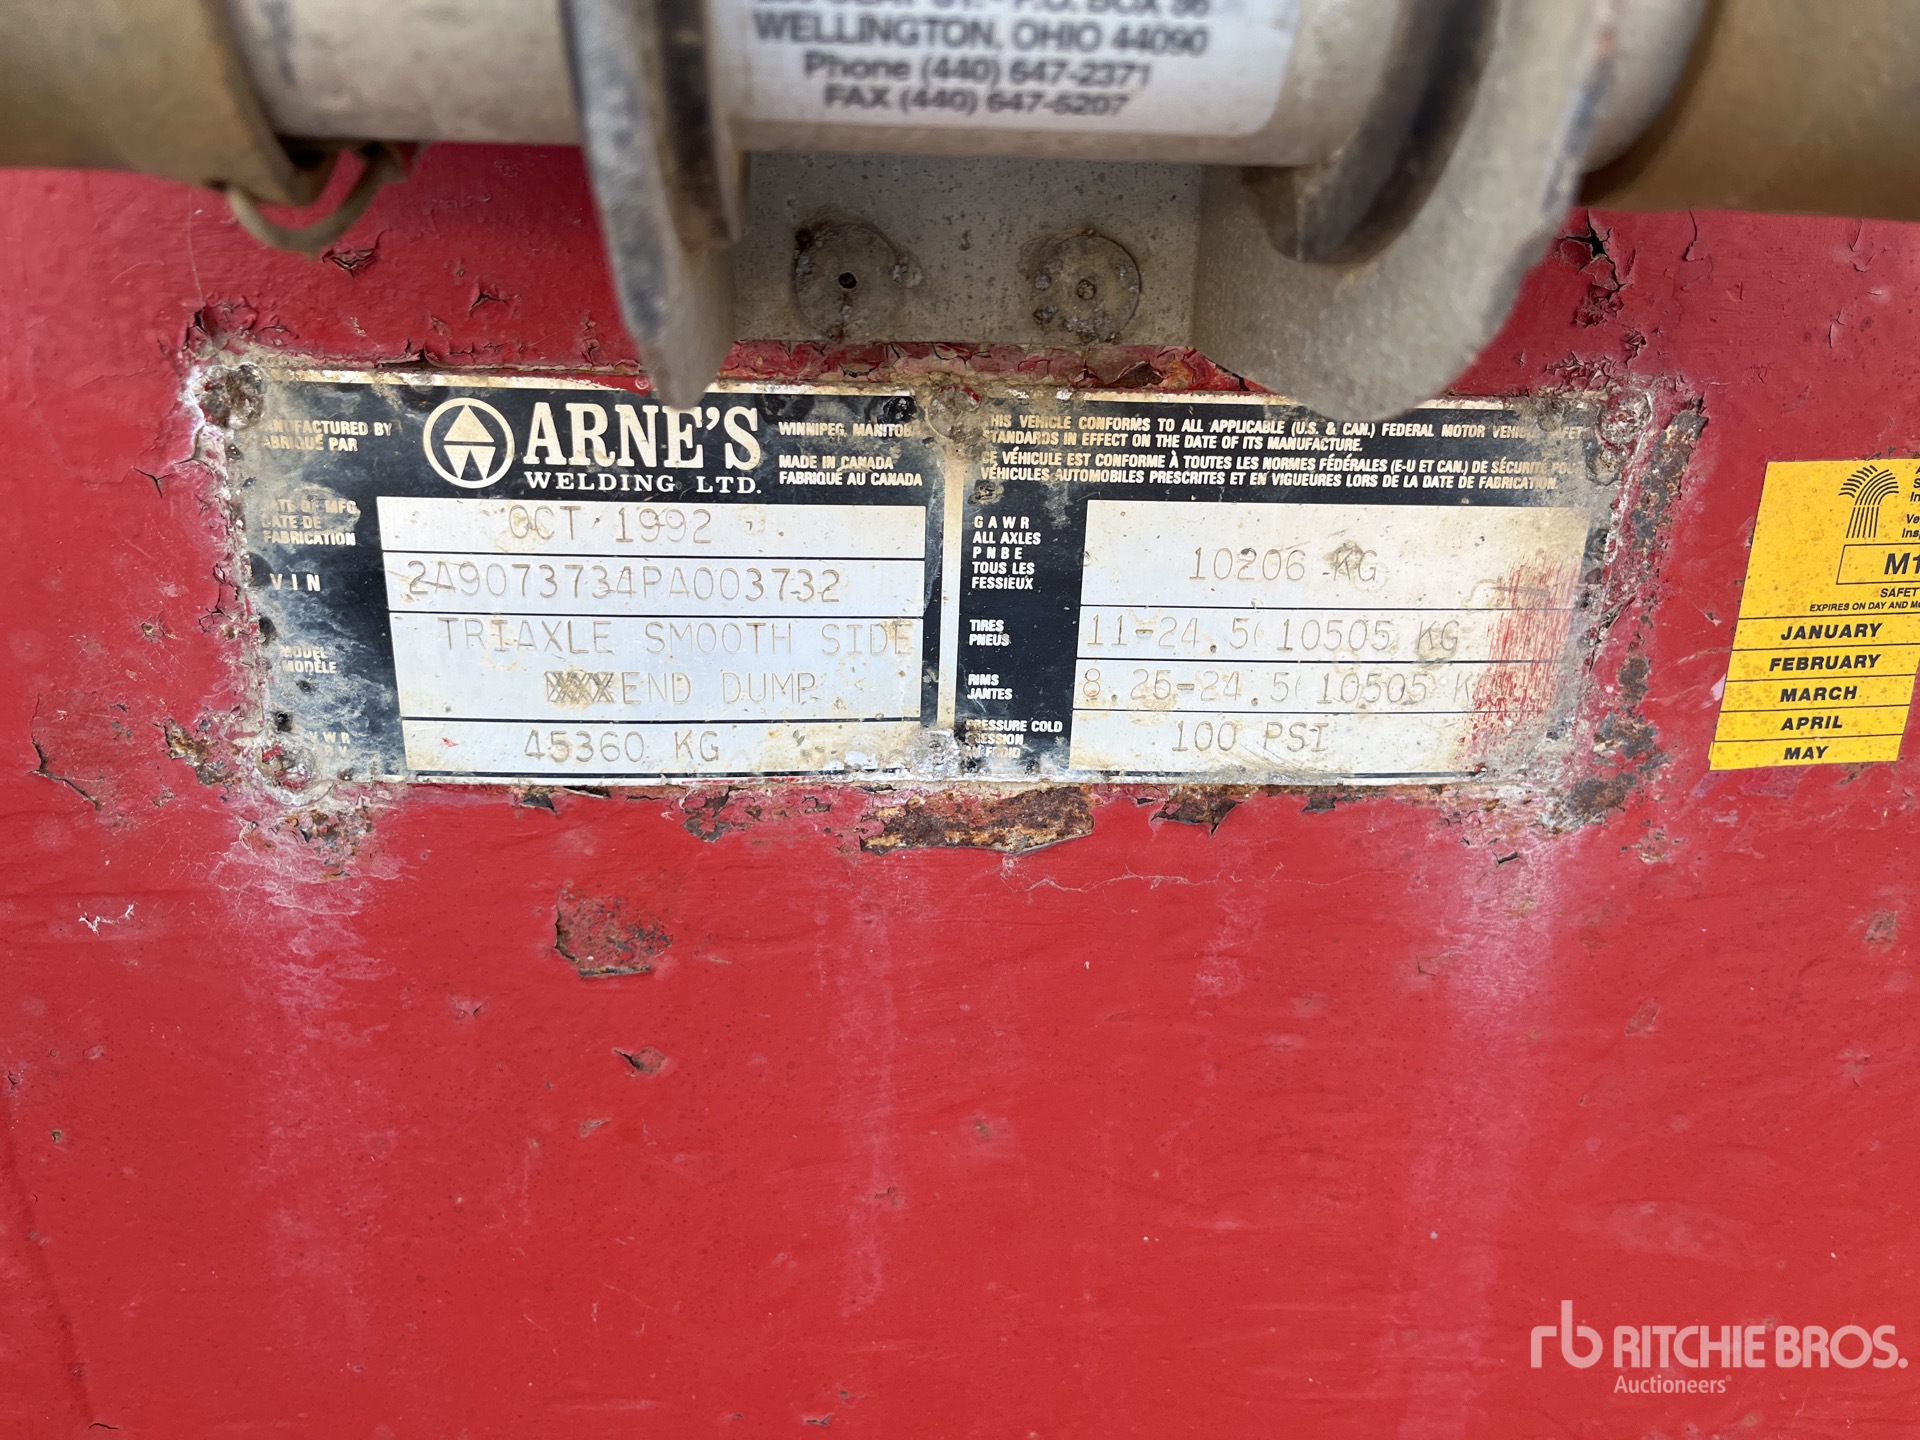 WELLINGTON, OHIO 44090
Phone (440) 647-2371
FAX (440) 647-5207
MANUFACTURED BY
FABRIQUÉ PAR
ARNE'S
WELDING LTD.
WINNIPEG, MANITOBA
MADE IN CANADA
FABRIQUÉ AU CANADA
DATE OF MFG.
DATE DE
FABRICATION
OCT 1992
VIN
2A9073734PA003732
MODEL
MODÈLE
TRIAXLE SMOOTH SIDE
END DUMP
45360 KG
THIS VEHICLE CONFORMS TO ALL APPLICABLE (U.S. & CAN.) FEDERAL MOTOR VEHICLE SAFETY
STANDARDS IN EFFECT ON THE DATE OF ITS MANUFACTURE.
CE VÉHICULE EST CONFORME À TOUTES LES NORMES FÉDÉRALES (E-U ET CAN.) DE SÉCURITÉ POUR
VÉHICULES AUTOMOBILES PRESCRITES ET EN VIGUEURES LORS DE LA DATE DE FABRICATION.
GAWR
ALL AXLES
PNBE
TOUS LES
FESSIEUX
10206 KG
TIRES
PNEUS
11-24.5( 10505 KG
RIMS
JANTES
8.25-24.5( 10505 K
PRESSURE COLD
PRESSION
100 PSI
M1
SAFET
EXPIRES ON DAY AND MO
JANUARY
FEBRUARY
MARCH
APRIL
MAY
rb RITCHIE BROS.
Auctioneers